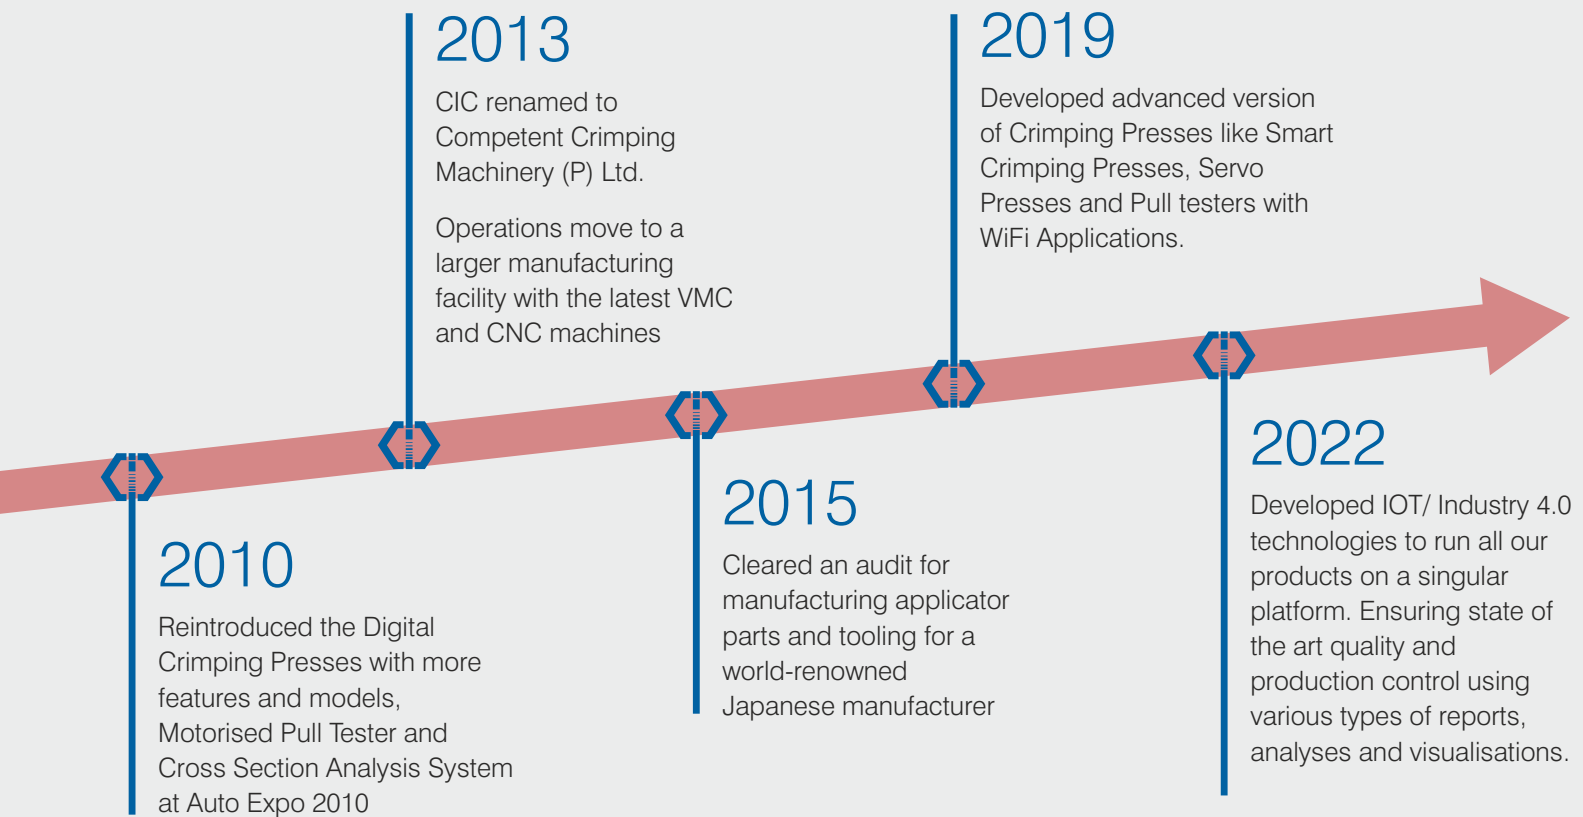 2013
CIC renamed to
Competent Crimping
Machinery (P) Ltd.
Operations move to a
larger manufacturing
facility with the latest VMC
and CNC machines
2019
Developed advanced version
of Crimping Presses like Smart
Crimping Presses, Servo
Presses and Pull testers with
WiFi Applications.
2010
Reintroduced the Digital
Crimping Presses with more
features and models,
Motorised Pull Tester and
Cross Section Analysis System
at Auto Expo 2010
2015
Cleared an audit for
manufacturing applicator
parts and tooling for a
world-renowned
Japanese manufacturer
2022
Developed IOT/ Industry 4.0
technologies to run all our
products on a singular
platform. Ensuring state of
the art quality and
production control using
various types of reports,
analyses and visualisations.